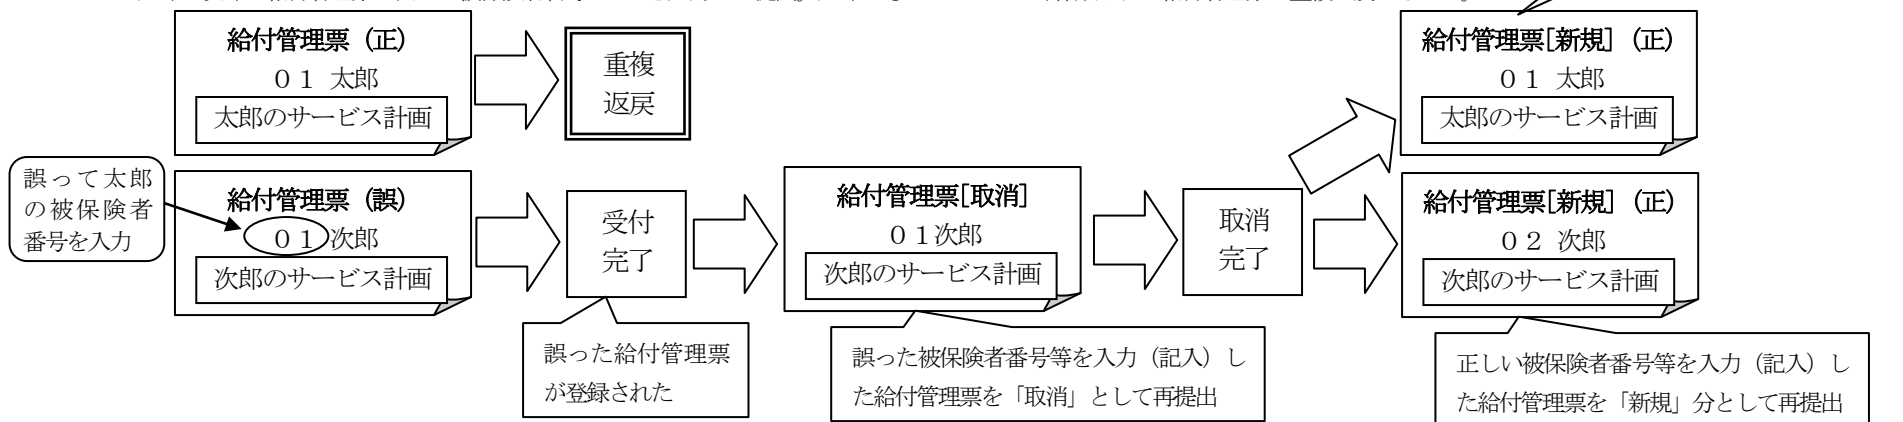 給付管理票（正）
０１ 太郎
太郎のサービス計画
重複
返戻
給付管理票[新規]（正）
０１ 太郎
太郎のサービス計画
誤って太郎
の被保険者
番号を入力
給付管理票（誤）
０１次郎
次郎のサービス計画
受付
完了
給付管理票[取消]
０１次郎
次郎のサービス計画
取消
完了
給付管理票[新規]（正）
０２ 次郎
次郎のサービス計画
誤った給付管理票
が登録された
誤った被保険者番号等を入力（記入）し
た給付管理票を「取消」として再提出
正しい被保険者番号等を入力（記入）し
た給付管理票を「新規」分として再提出